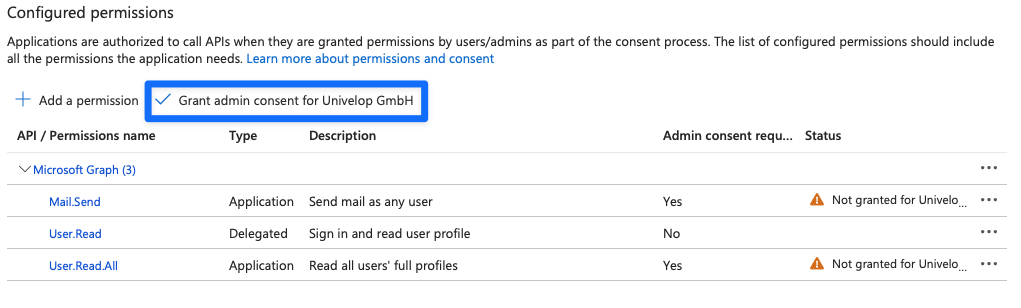 Configured permissions
Applications are authorized to call APIs when they are granted permissions by users/admins as part of the consent process. The list of configured permissions should include
all the permissions the application needs. Learn more about permissions and consent
Add a permission Grant admin consent for Univelop GmbH
API / Permissions name Type Description Admin consent requ... Status
Microsoft Graph (3) ...
Mail.Send Application Send mail as any user Yes Not granted for Univelo... ...
User.Read Delegated Sign in and read user profile No ...
User.Read.All Application Read all users' full profiles Yes Not granted for Univelo... ...